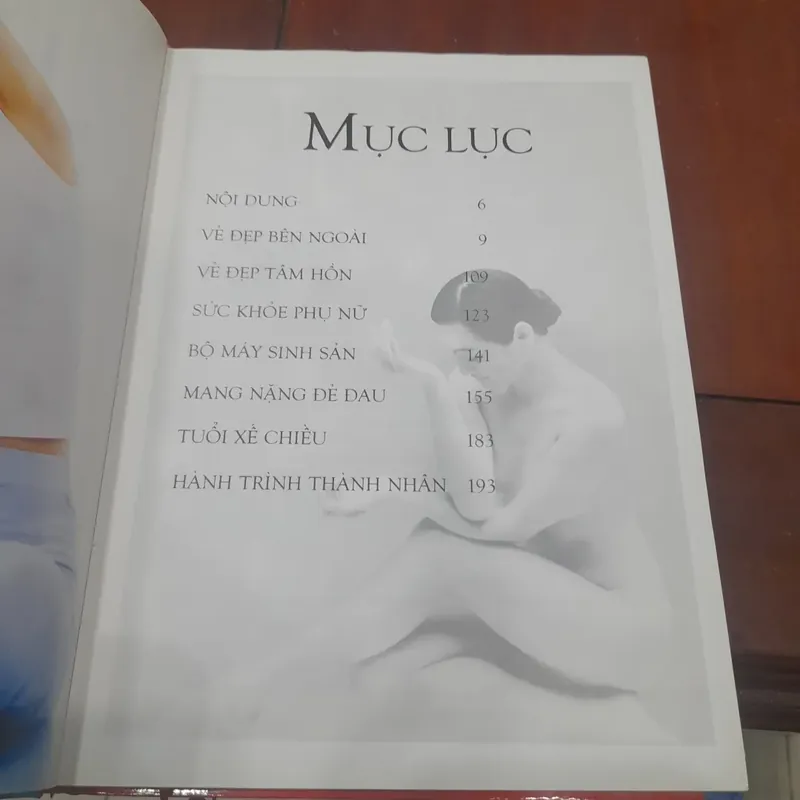 MỤC LỤC
NỘI DUNG 6
VẺ ĐẸP BÊN NGOÀI 9
VẺ ĐẸP TÂM HỒN 109
SỨC KHỎE PHỤ NỮ 123
BỘ MÁY SINH SẢN 141
MANG NẶNG ĐẺ ĐAU 155
TUỔI XẾ CHIỀU 183
HÀNH TRÌNH THÀNH NHÂN 193